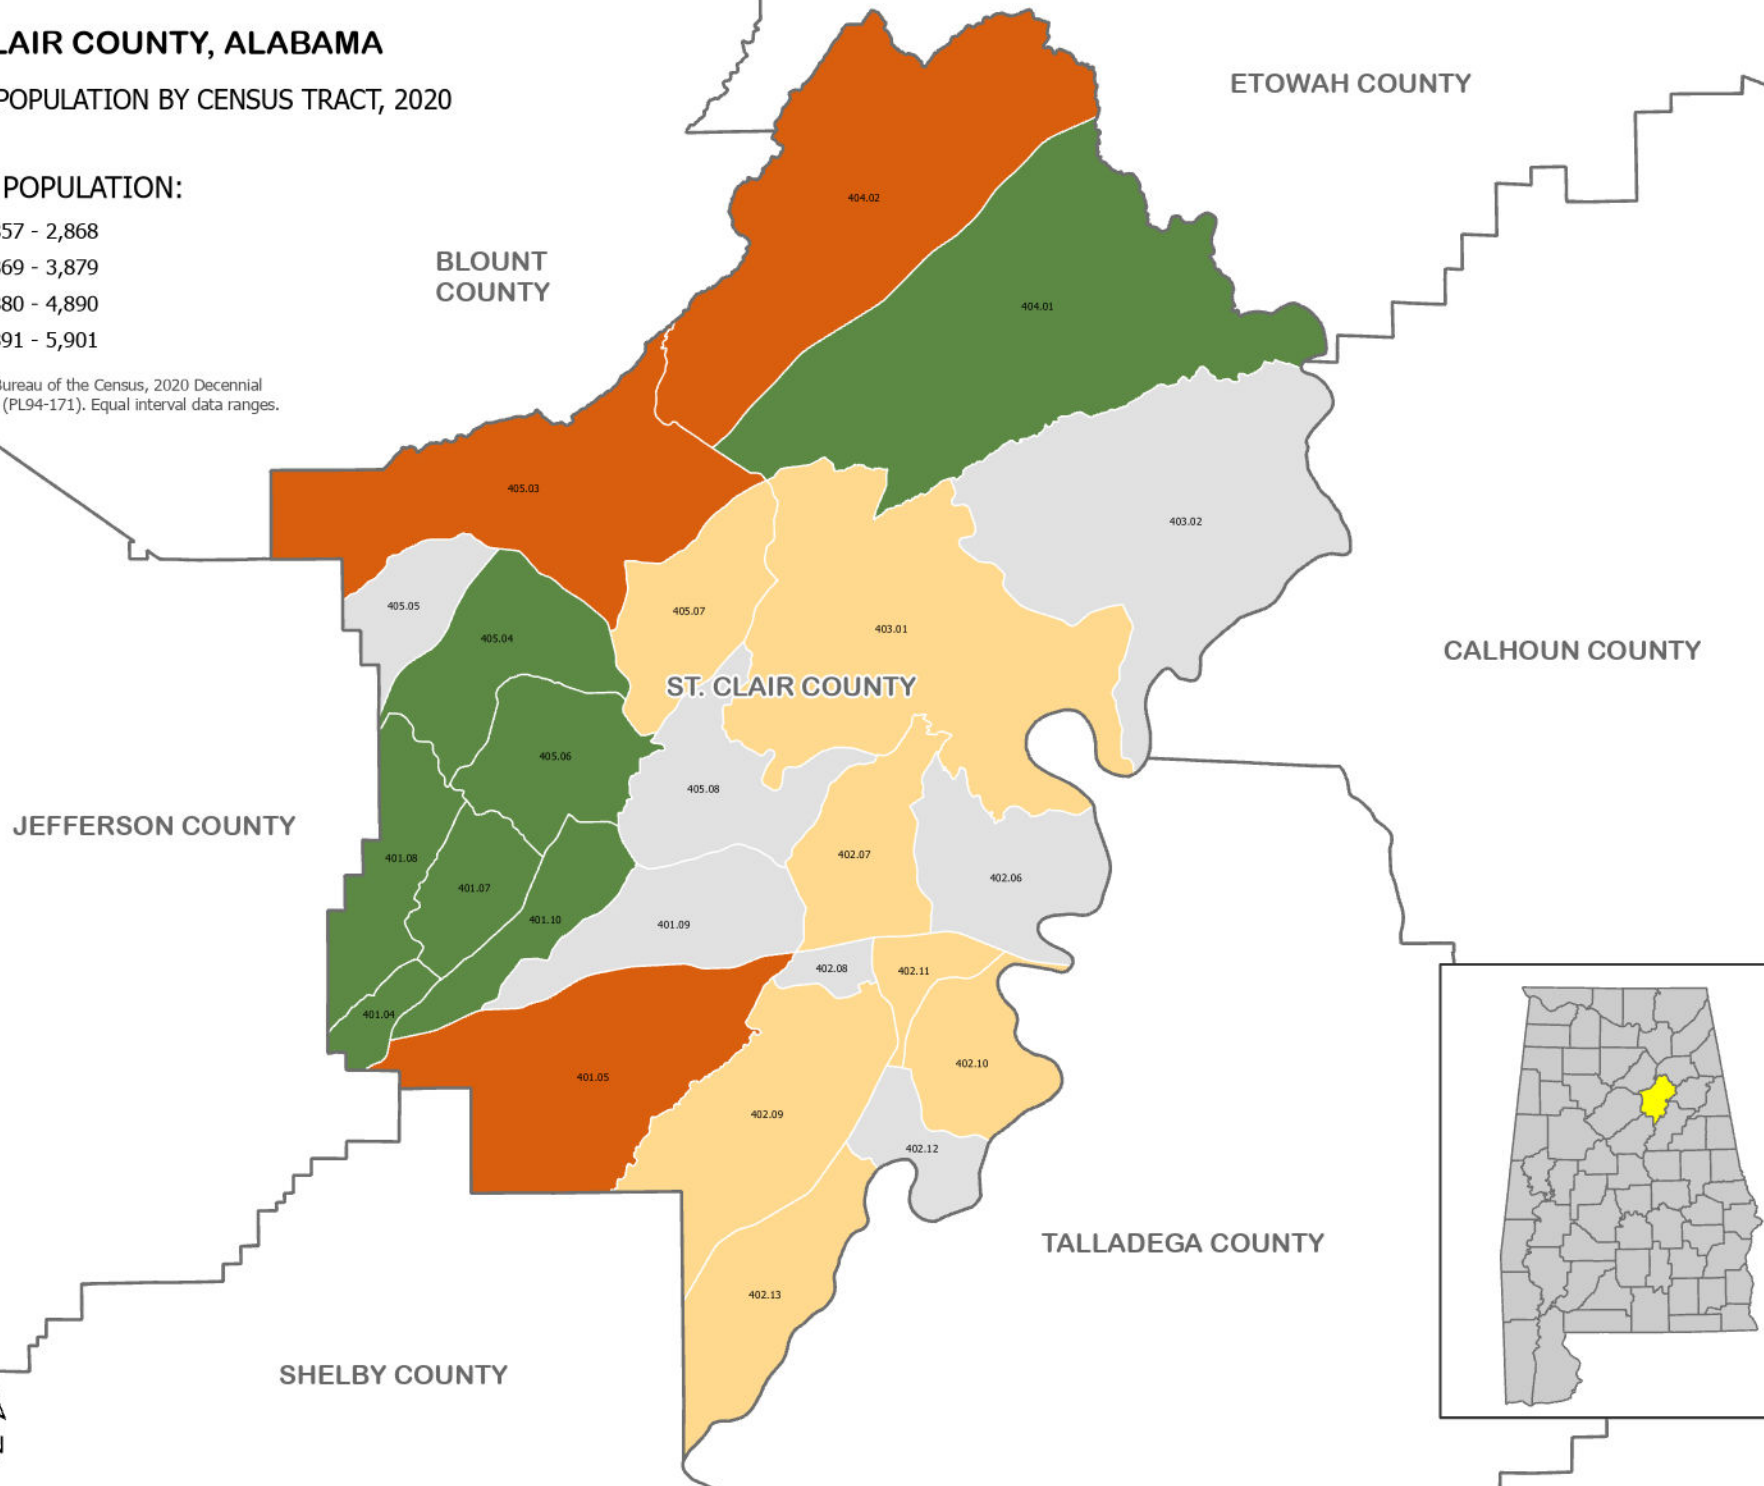 LAIR COUNTY, ALABAMA
POPULATION BY CENSUS TRACT, 2020
POPULATION:
57 - 2,868
69 - 3,879
80 - 4,890
91 - 5,901
Bureau of the Census, 2020 Decennial
(PL94-171). Equal interval data ranges.
ETOWAH COUNTY
BLOUNT
COUNTY
404.02
404.01
405.03
403.02
405.05
405.07
403.01
405.04
CALHOUN COUNTY
ST. CLAIR COUNTY
405.06
405.08
JEFFERSON COUNTY
401.08
402.07
402.06
401.07
401.10
401.09
402.08
402.11
401.04
402.10
401.05
402.09
402.12
TALLADEGA COUNTY
402.13
SHELBY COUNTY